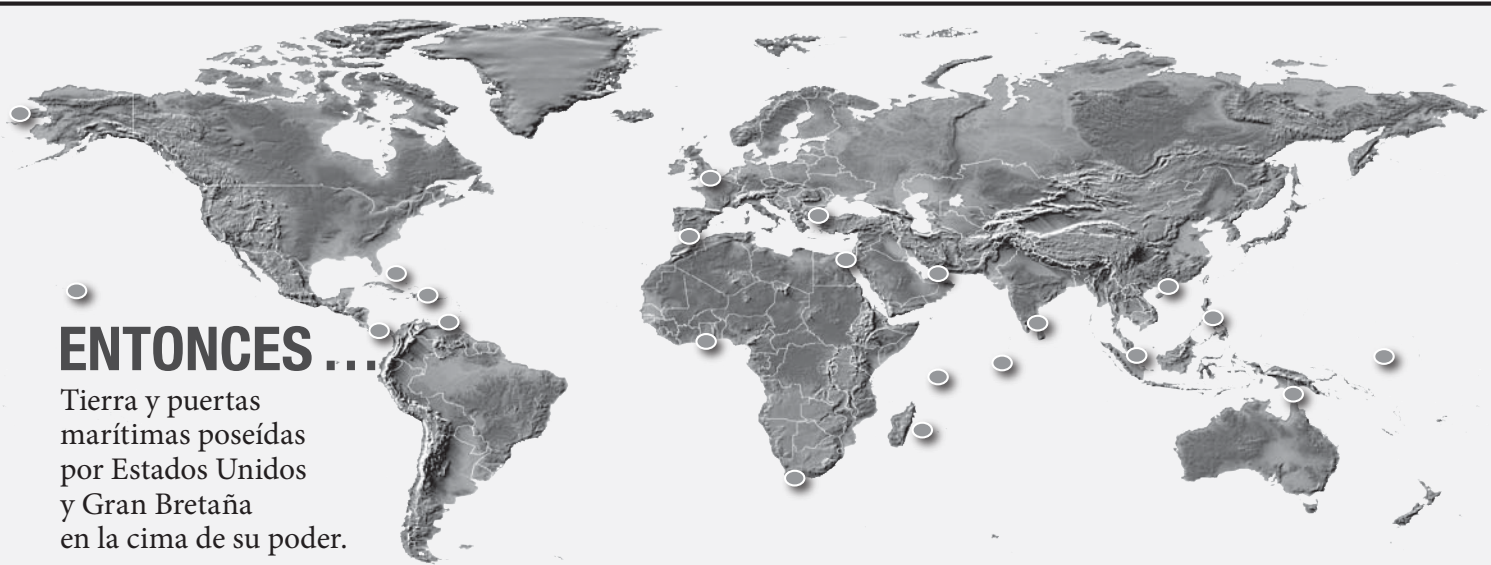 ENTONCES ...
Tierra y puertas
marítimas poseídas
por Estados Unidos
y Gran Bretaña
en la cima de su poder.